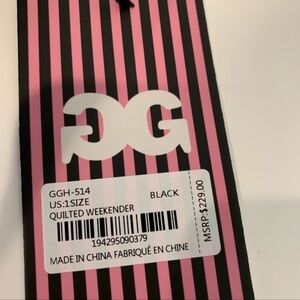 GG
GGH-514
US:1SIZE BLACK
QUILTED WEEKENDER
194295090379
MADE IN CHINA FABRIQUÉ EN CHINE
MSRP:$229.00